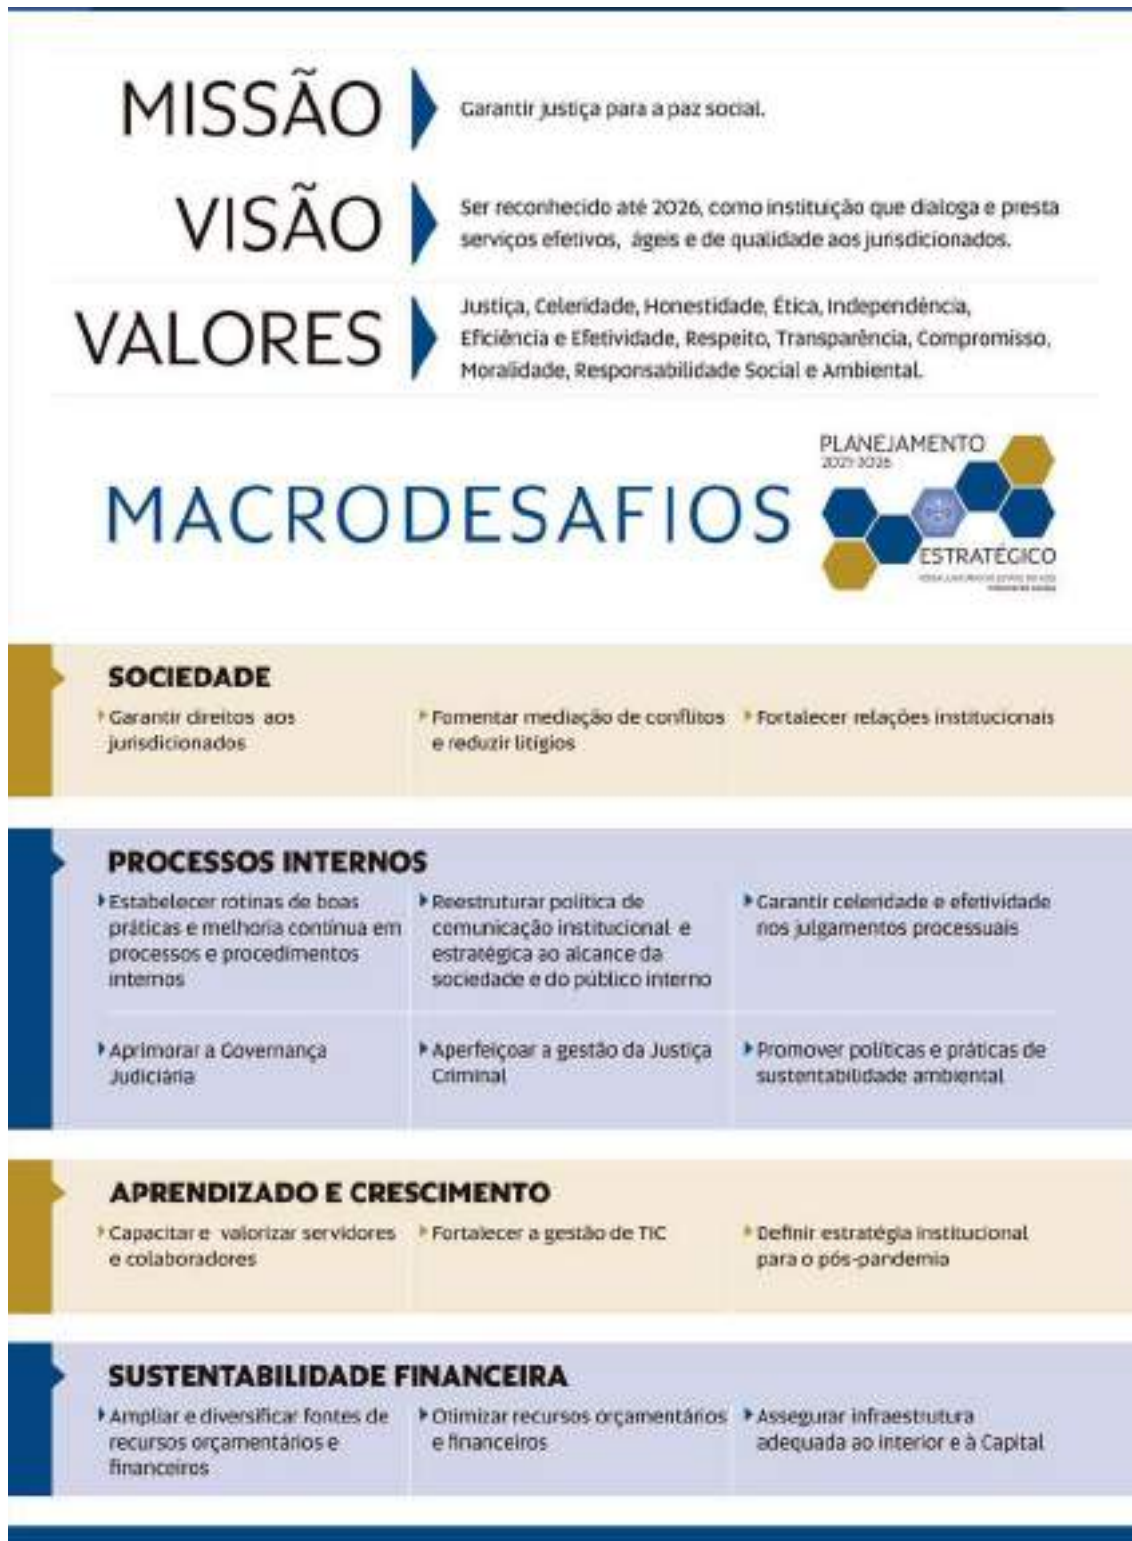 MISSÃO
Garantir justiça para a paz social.
VISÃO
Ser reconhecido até 2026, como instituição que dialoga e presta
serviços efetivos, ágeis e de qualidade aos jurisdicionados.
VALORES
Justiça, Celeridade, Honestidade, Ética, Independência,
Eficiência e Efetividade, Respeito, Transparência, Compromisso,
Moralidade, Responsabilidade Social e Ambiental.
MACRODESAFIOS
PLANEJAMENTO
2021-2026
ESTRATÉGICO
SOCIEDADE
Garantir direitos aos
jurisdicionados
Fomentar mediação de conflitos
e reduzir litígios
Fortalecer relações institucionais
PROCESSOS INTERNOS
Estabelecer rotinas de boas
práticas e melhoria contínua em
processos e procedimentos
internos
Reestruturar política de
comunicação institucional e
estratégica ao alcance da
sociedade e do público interno
Garantir celeridade e efetividade
nos julgamentos processuais
Aprimorar a Governança
Judiciária
Aperfeiçoar a gestão da Justiça
Criminal
Promover políticas e práticas de
sustentabilidade ambiental
APRENDIZADO E CRESCIMENTO
Capacitar e valorizar servidores
e colaboradores
Fortalecer a gestão de TIC
Definir estratégia institucional
para o pós-pandemia
SUSTENTABILIDADE FINANCEIRA
Ampliar e diversificar fontes de
recursos orçamentários e
financeiros
Otimizar recursos orçamentários
e financeiros
Assegurar infraestrutura
adequada ao interior e à Capital